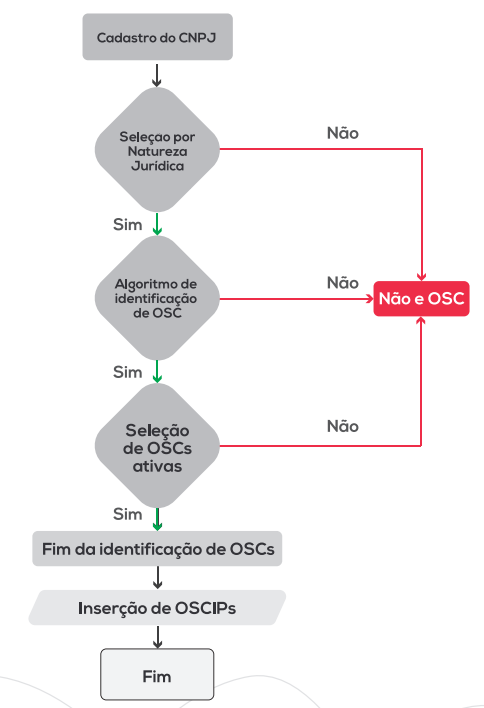 Cadastro do CNPJ
Seleçao por
Natureza
Jurídica
Não
Sim
Algoritmo de
identificação
de OSC
Não
Não e OSC
Sim
Seleção
de OSCs
ativas
Não
Sim
Fim da identificação de OSCs
Inserção de OSCIPs
Fim